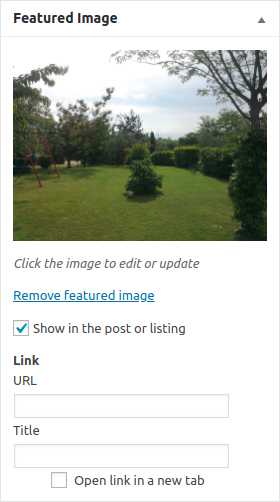 Featured Image
Click the image to edit or update
Remove featured image
Show in the post or listing
Link
URL
Title
Open link in a new tab